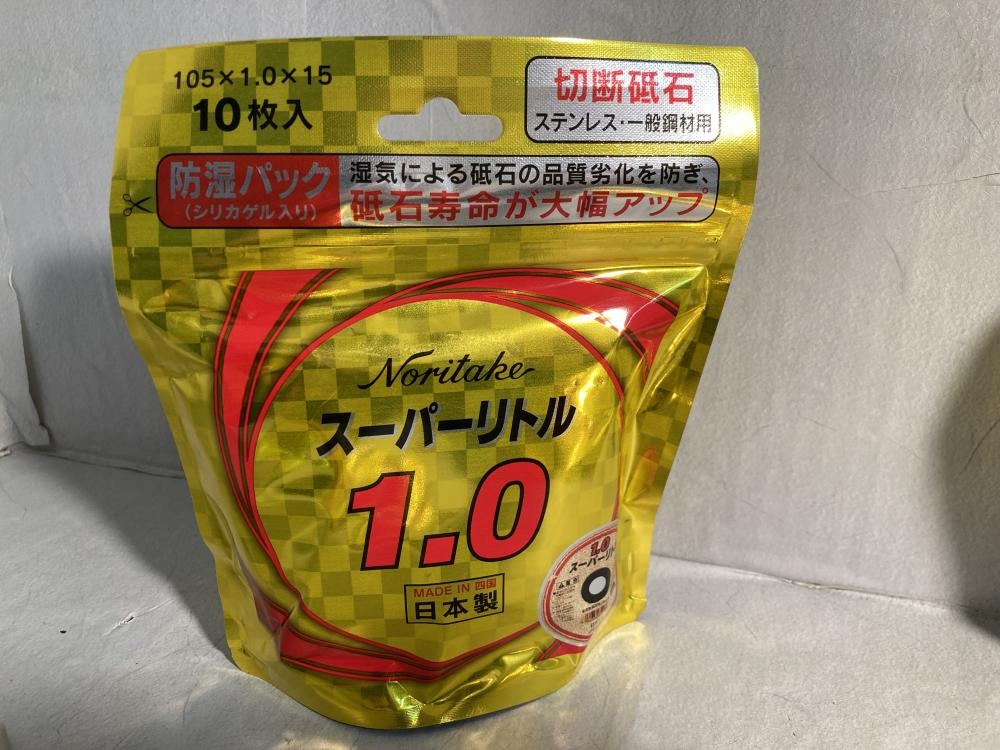 105×1.0×15
10枚入
切断砥石
ステンレス・一般鋼材用
防湿パック
(シリカゲル入り)
湿気による砥石の品質劣化を防ぎ、
砥石寿命が大幅アップ
Noritake
スーパーリトル
1.0
MADE IN 四国
日本製
1.0
スーパーリト